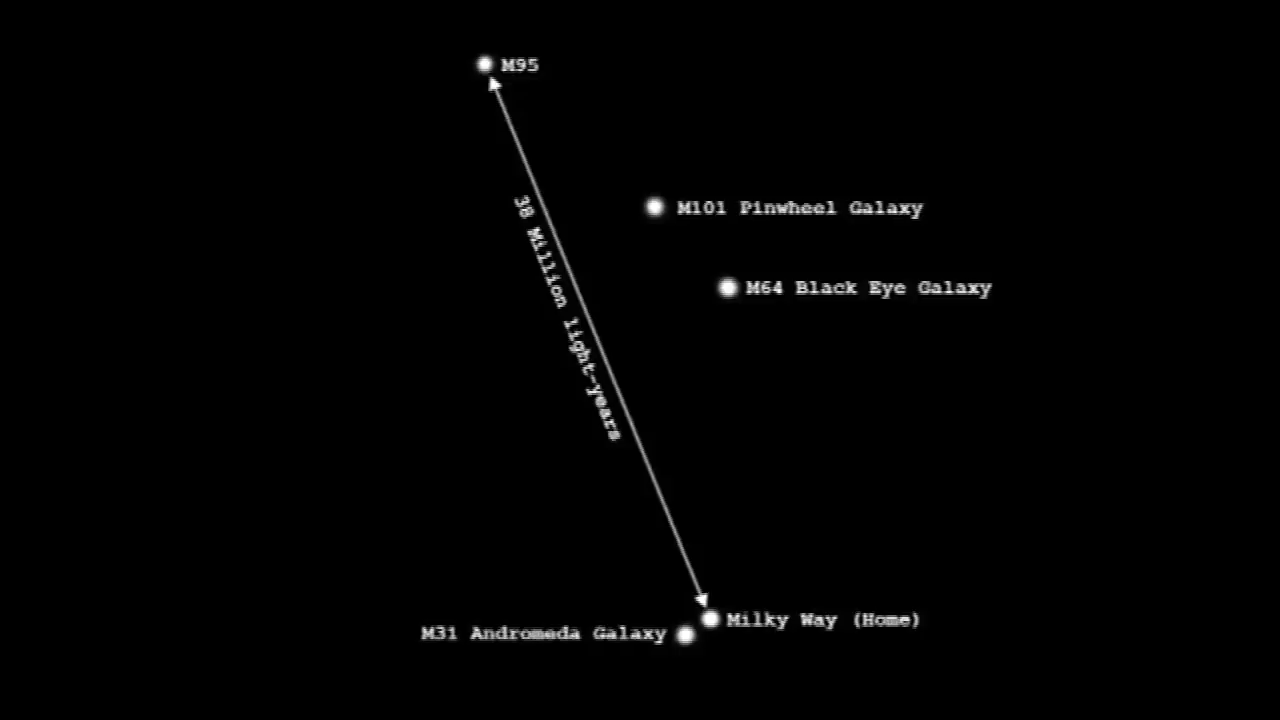 M95
M101 Pinwheel Galaxy
38 Million light-years
M64 Black Eye Galaxy
Milky Way (Home)
M31 Andromeda Galaxy